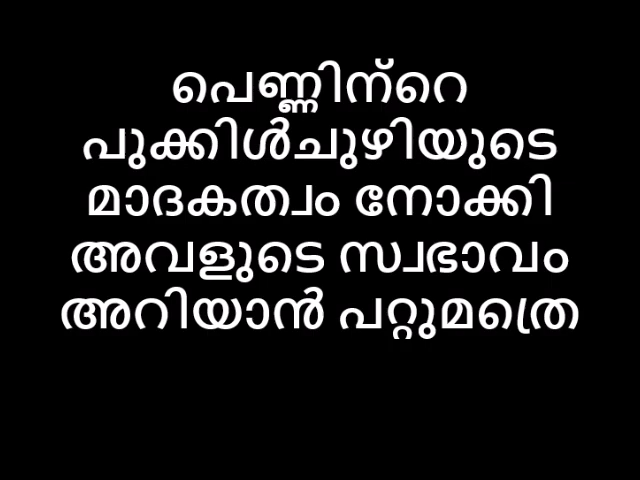 പെണ്ണിന്റെ
പുക്കിൾചുഴിയുടെ
മാദകത്വം നോക്കി
അവളുടെ സ്വഭാവം
അറിയാൻ പറ്റുമത്രെ